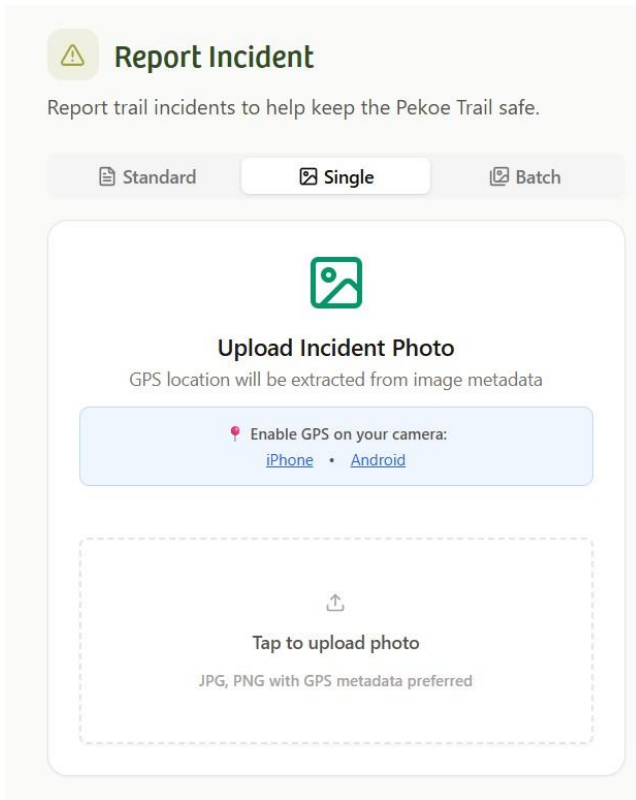 Report Incident
Report trail incidents to help keep the Pekoe Trail safe.
Standard
Single
Batch
Upload Incident Photo
GPS location will be extracted from image metadata
Enable GPS on your camera:
iPhone • Android
Tap to upload photo
JPG, PNG with GPS metadata preferred